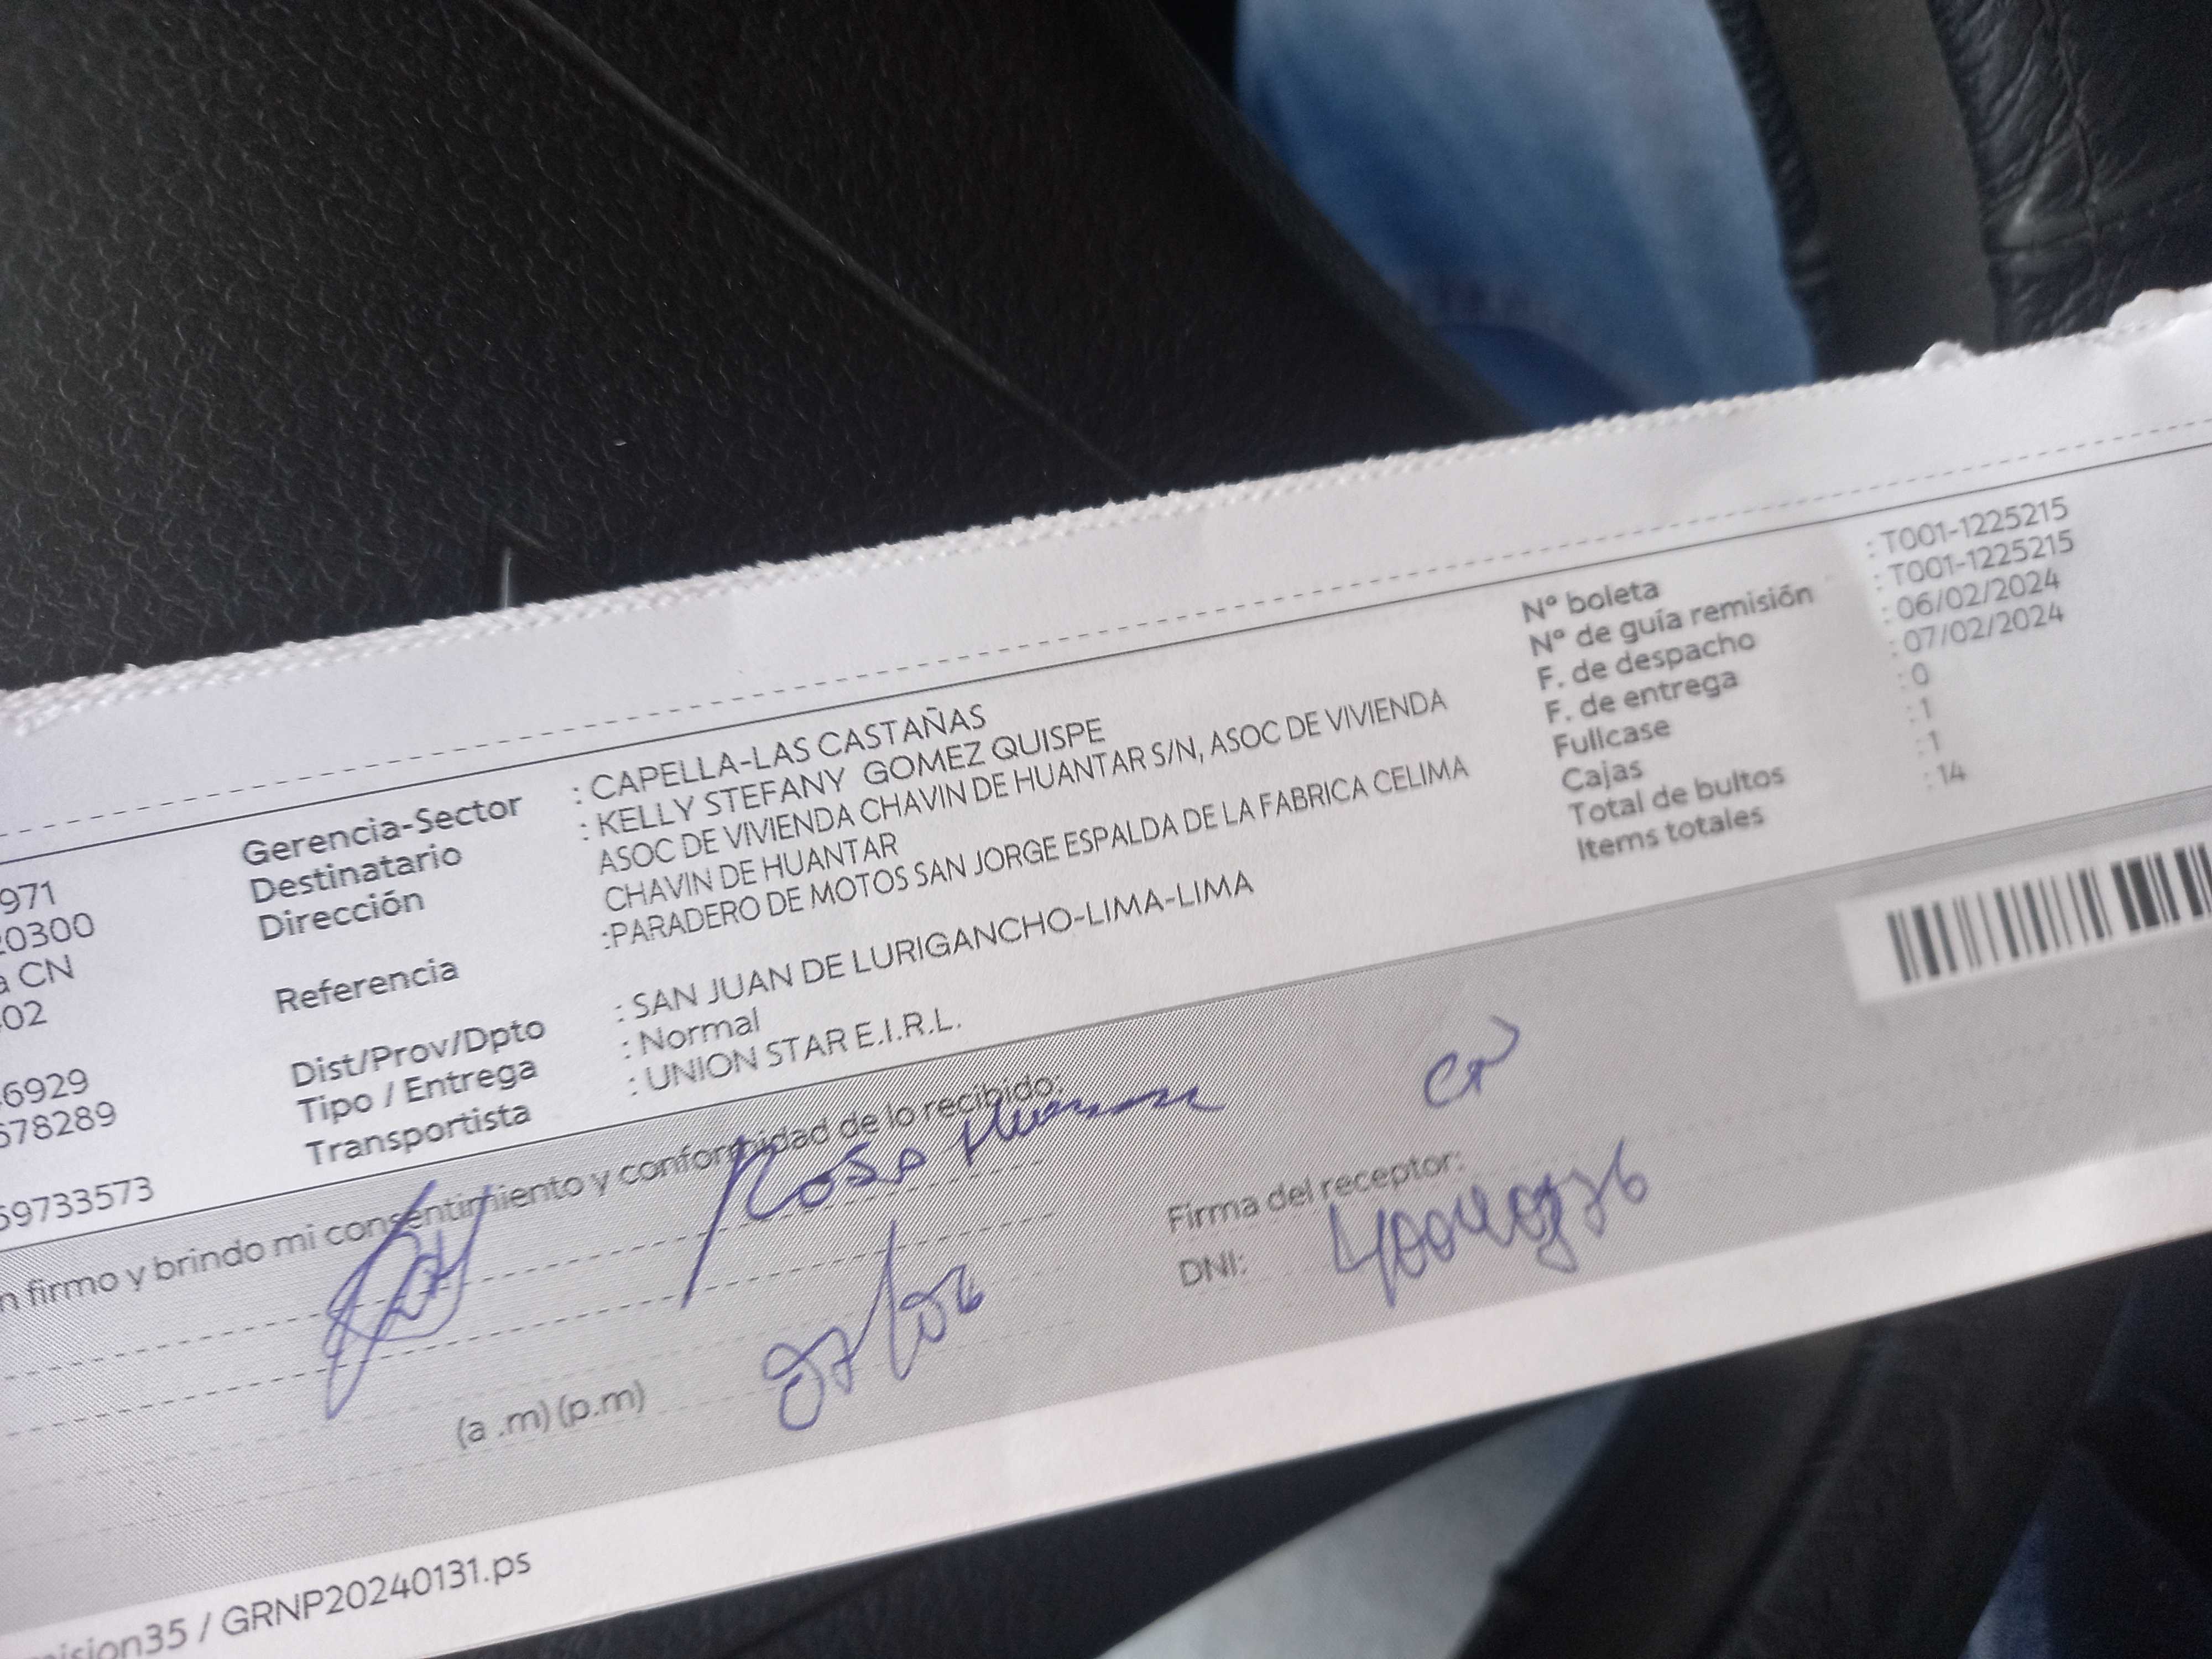 971
20300
a CN
02
6929
578289
59733573
Gerencia-Sector : CAPELLA-LAS CASTAÑAS
Destinatario : KELLY STEFANY GOMEZ QUISPE
Dirección ASOC DE VIVIENDA CHAVIN DE HUANTAR S/N, ASOC DE VIVIENDA
CHAVIN DE HUANTAR
Referencia :PARADERO DE MOTOS SAN JORGE ESPALDA DE LA FABRICA CELIMA
Dist/Prov/Dpto : SAN JUAN DE LURIGANCHO-LIMA-LIMA
Tipo / Entrega : Normal
Transportista : UNION STAR E.I.R.L.
N° boleta : T001-1225215
N° de guía remisión : T001-1225215
F. de despacho : 06/02/2024
F. de entrega : 07/02/2024
Fullcase : 0
Cajas : 1
Total de bultos : 1
Items totales : 14
n firmo y brindo mi consentimiento y conformidad de lo recibido:
Rosa
Firma del receptor:
(a .m) (p.m)
DNI:
mision35 / GRNP20240131.ps